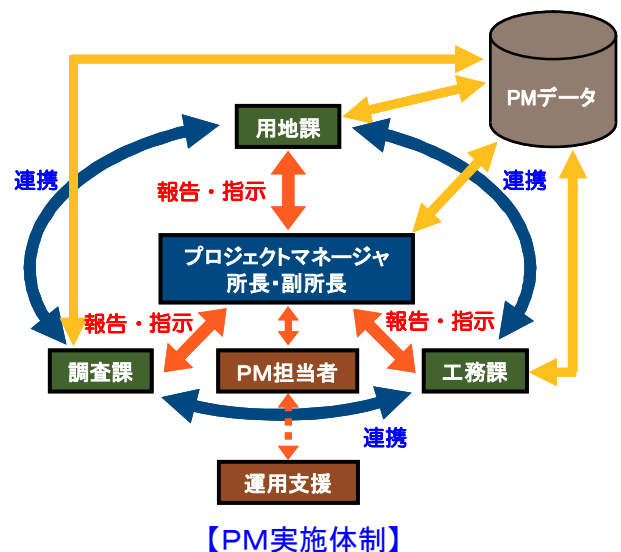 PMデータ
用地課
連携
報告・指示
連携
プロジェクトマネージャ
所長・副所長
報告・指示
報告・指示
調査課
PM担当者
工務課
連携
運用支援
【PM実施体制】